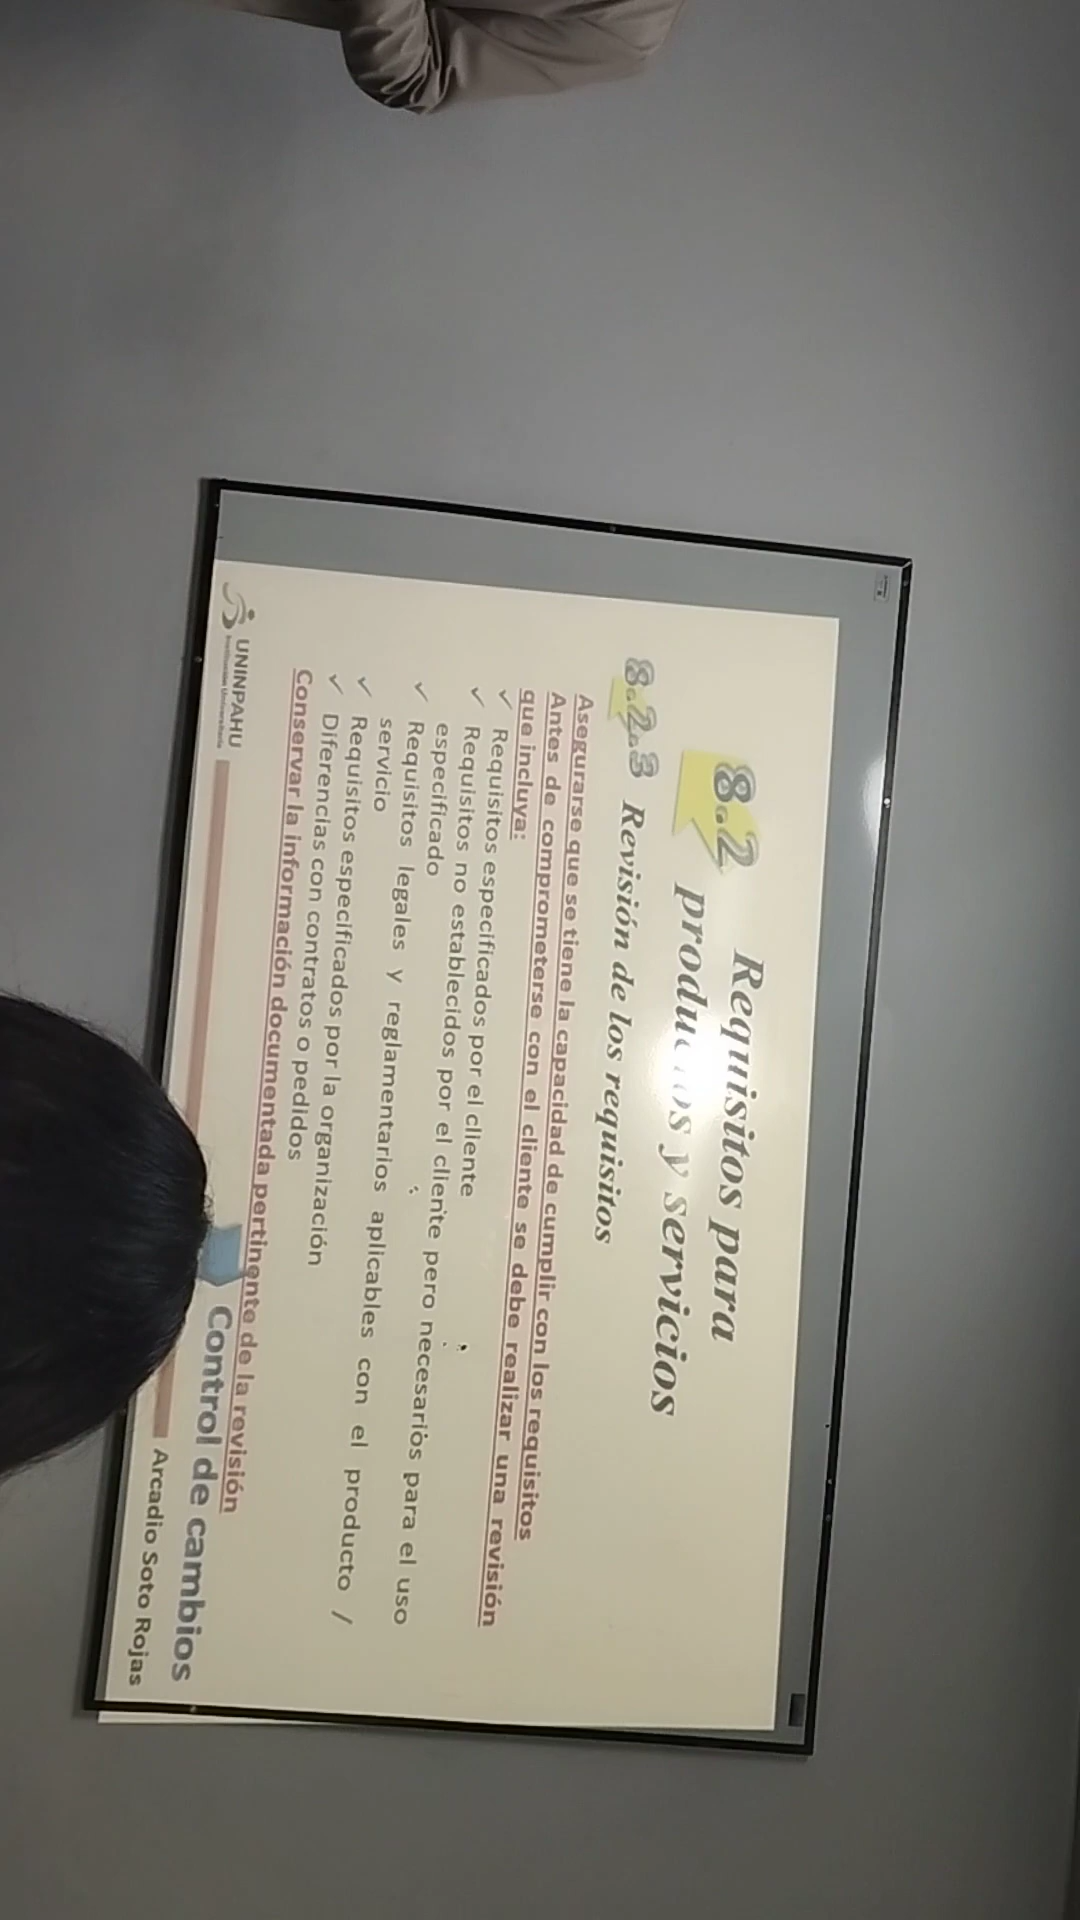 8.2 Requisitos para
productos y servicios
8.2.3 Revisión de los requisitos
Asegurarse que se tiene la capacidad de cumplir con los requisitos
Antes de comprometerse con el cliente se debe realizar una revisión
que incluya:
✓ Requisitos especificados por el cliente
✓ Requisitos no establecidos por el cliente pero necesarios para el uso
especificado
✓ Requisitos legales y reglamentarios aplicables con el producto /
servicio
✓ Requisitos especificados por la organización
✓ Diferencias con contratos o pedidos
Conservar la información documentada pertinente de la revisión
Control de cambios
UNINPAHU
Institución Universitaria
Arcadio Soto Rojas